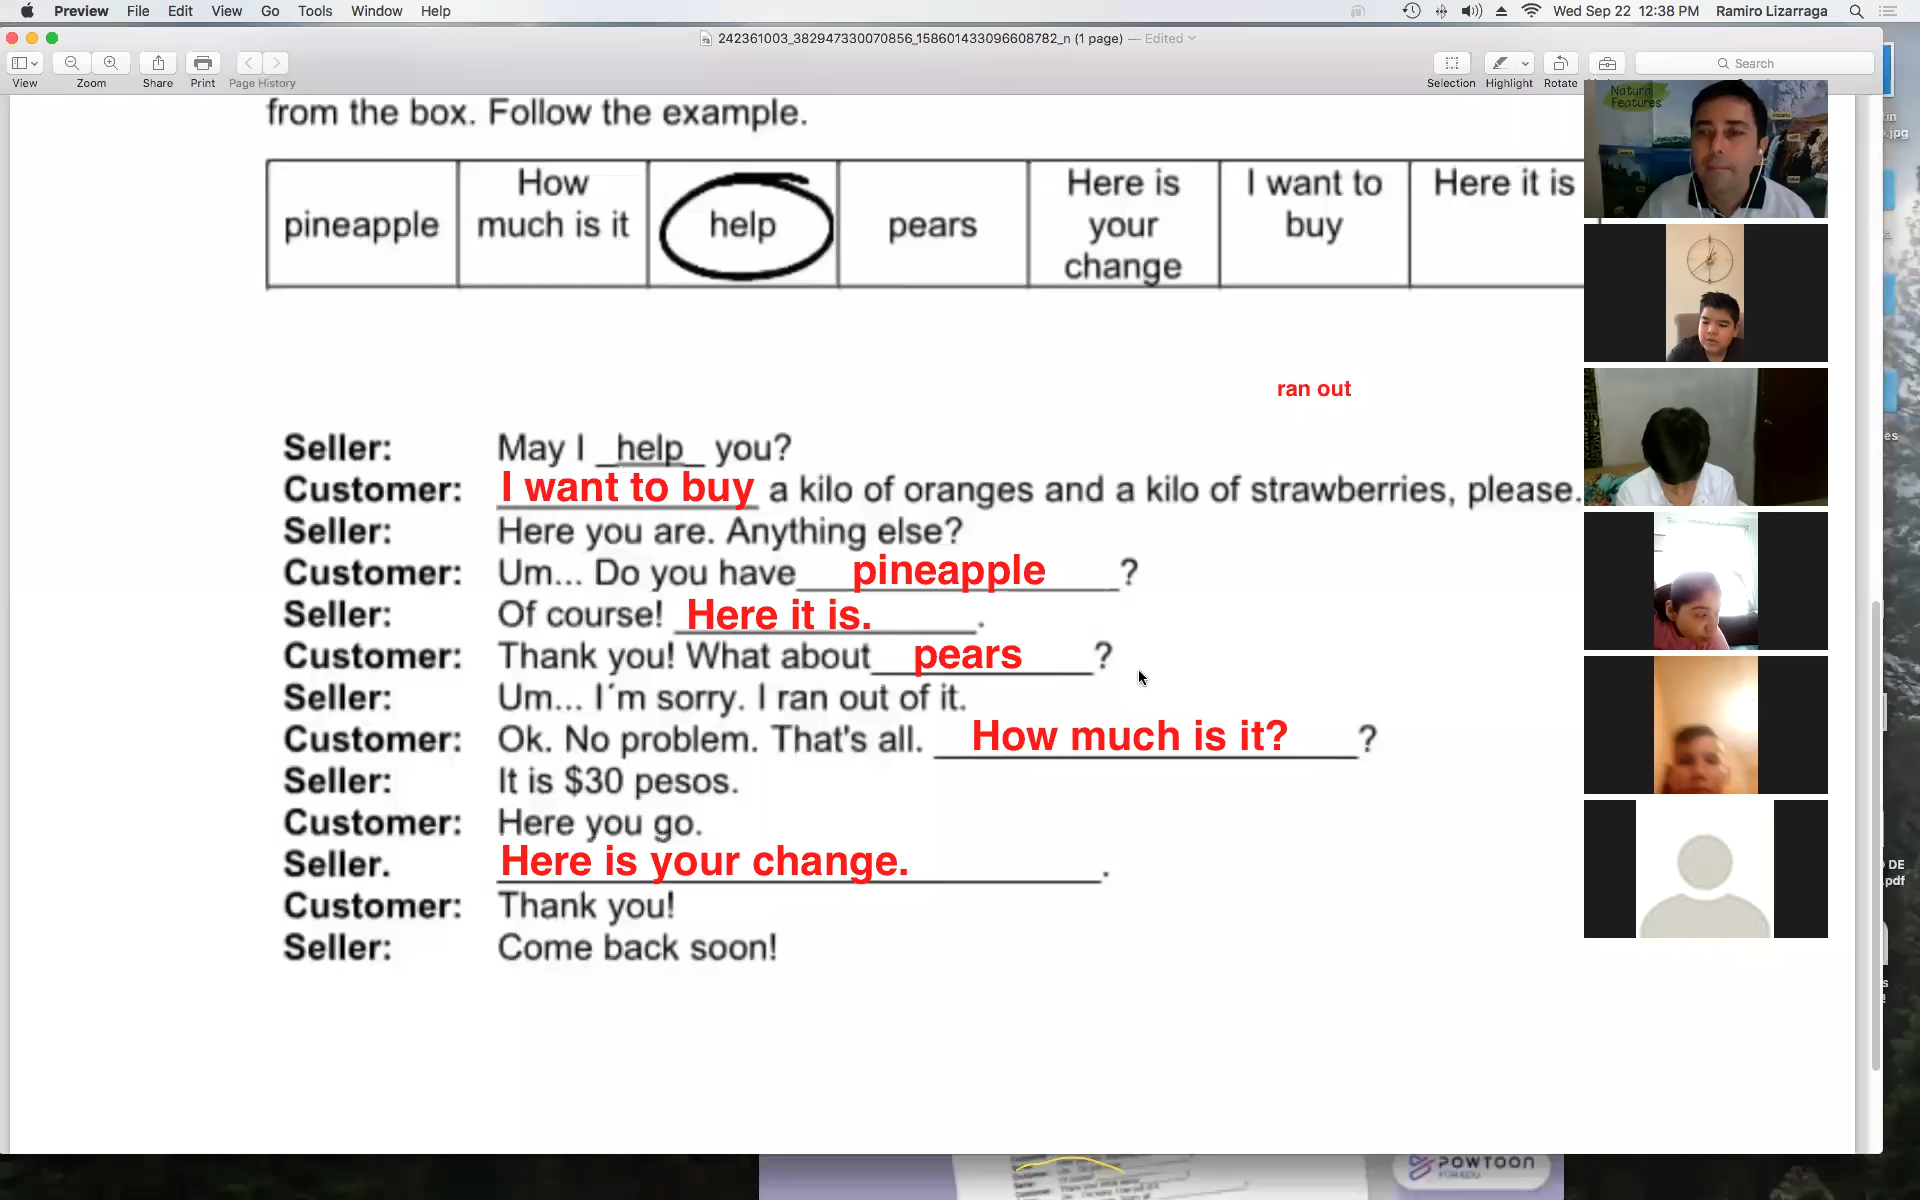 Preview File Edit View Go Tools Window Help Wed Sep 22 12:38 PM Ramiro Lizarraga
242361003_382947330070856_158601433096608782_n (1 page) — Edited
View Zoom Share Print Page History Selection Highlight Rotate Search
from the box. Follow the example.
pineapple
How much is it
help
pears
Here is your change
I want to buy
Here it is
Natural Features
ran out
Seller: May I _help_ you?
Customer: I want to buy a kilo of oranges and a kilo of strawberries, please.
Seller: Here you are. Anything else?
Customer: Um... Do you have pineapple ?
Seller: Of course! Here it is. .
Customer: Thank you! What about pears ?
Seller: Um... I´m sorry. I ran out of it.
Customer: Ok. No problem. That's all. How much is it? ?
Seller: It is $30 pesos.
Customer: Here you go.
Seller. Here is your change. .
Customer: Thank you!
Seller: Come back soon!
.jpg
es
DE
.pdf
POWTOON
FOR EDU